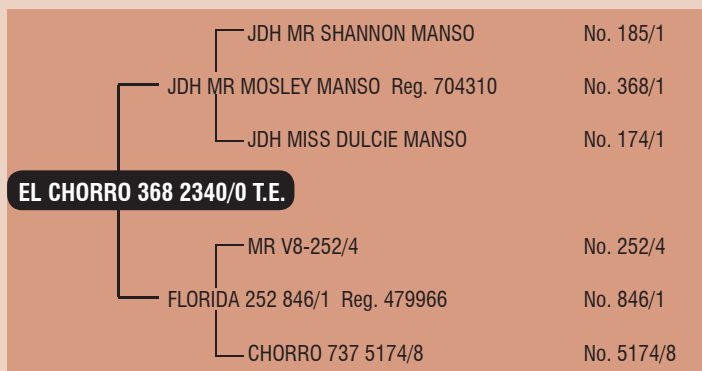 JDH MR SHANNON MANSO No. 185/1
JDH MR MOSLEY MANSO Reg. 704310 No. 368/1
JDH MISS DULCIE MANSO No. 174/1
EL CHORRO 368 2340/0 T.E.
MR V8-252/4 No. 252/4
FLORIDA 252 846/1 Reg. 479966 No. 846/1
CHORRO 737 5174/8 No. 5174/8